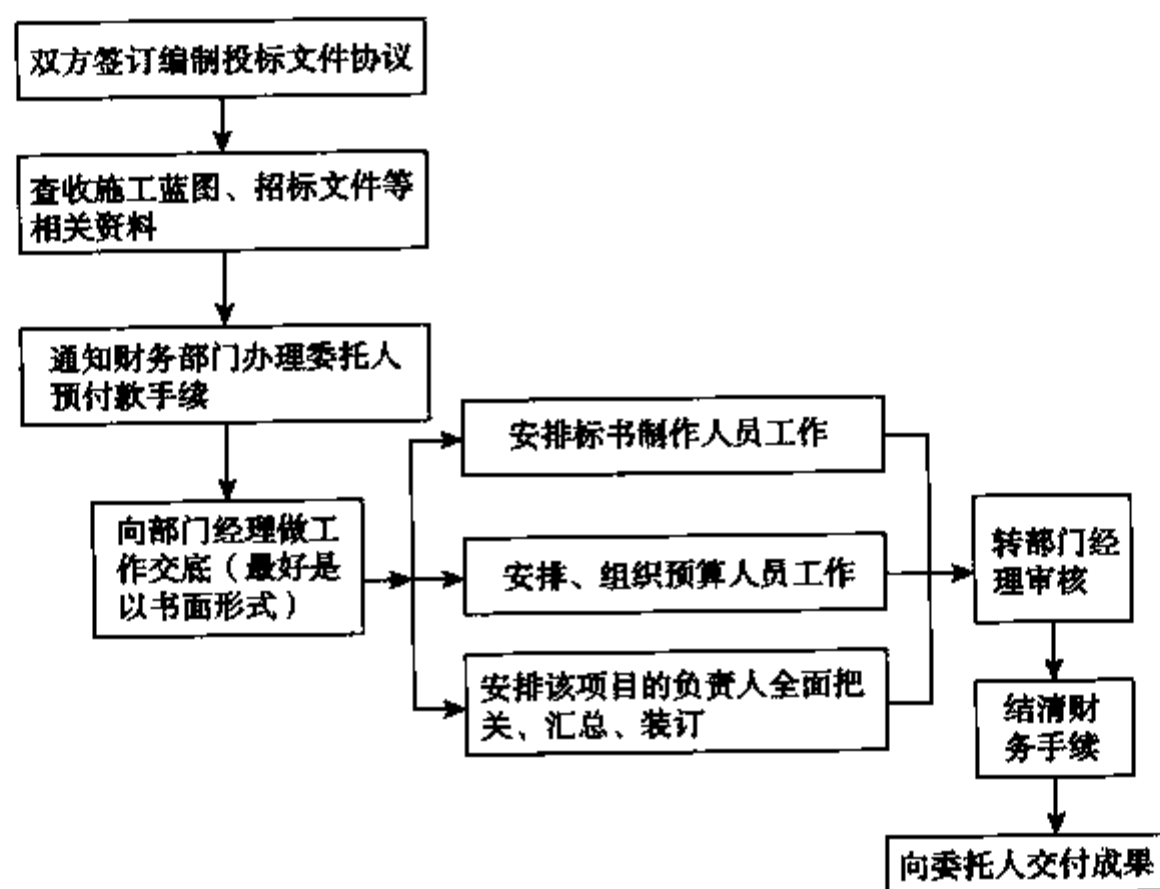 双方签订编制投标文件协议
查收施工蓝图、招标文件等
相关资料
通知财务部门办理委托人
预付款手续
向部门经理做工
作交底（最好是
以书面形式）
安排标书制作人员工作
安排、组织预算人员工作
安排该项目的负责人全面把
关、汇总、装订
转部门经
理审核
结清财
务手续
向委托人交付成果